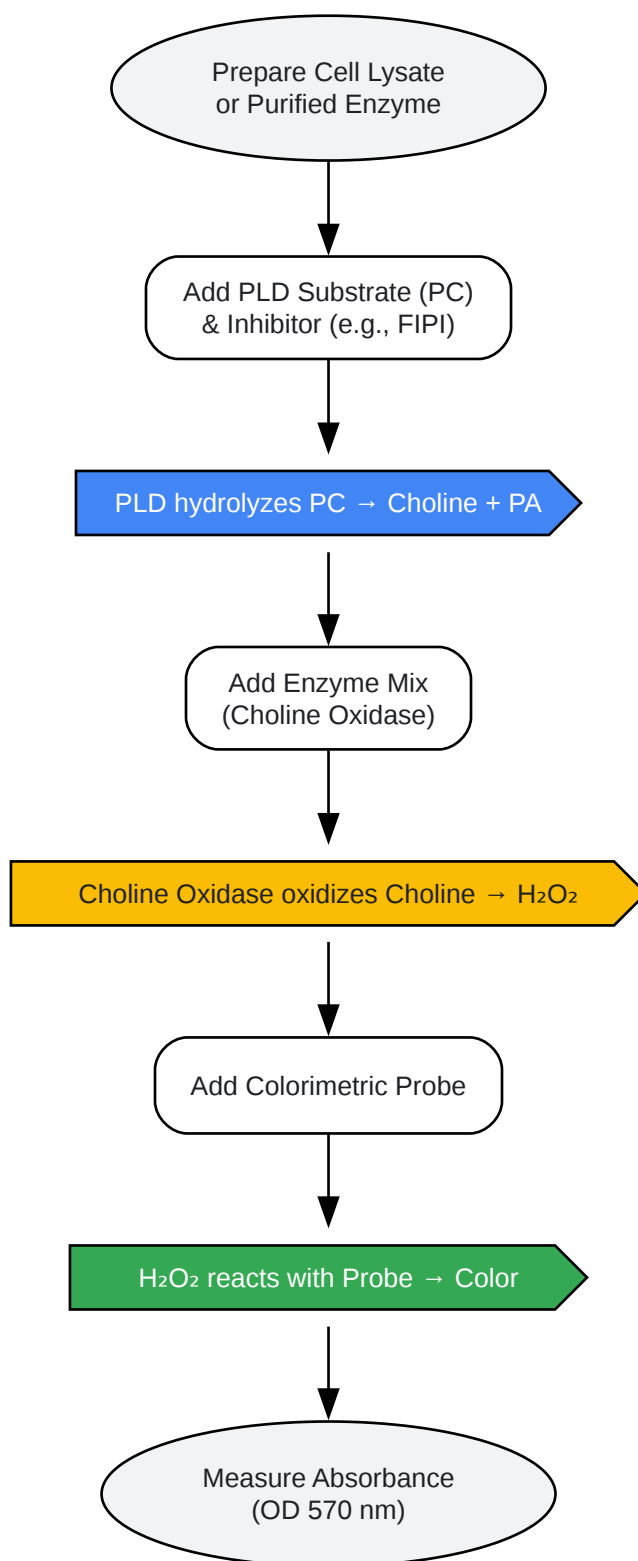 Prepare Cell Lysate
or Purified Enzyme
Add PLD Substrate (PC)
& Inhibitor (e.g., FIPI)
PLD hydrolyzes PC → Choline + PA
Add Enzyme Mix
(Choline Oxidase)
Choline Oxidase oxidizes Choline → H₂O₂
Add Colorimetric Probe
H₂O₂ reacts with Probe → Color
Measure Absorbance
(OD 570 nm)